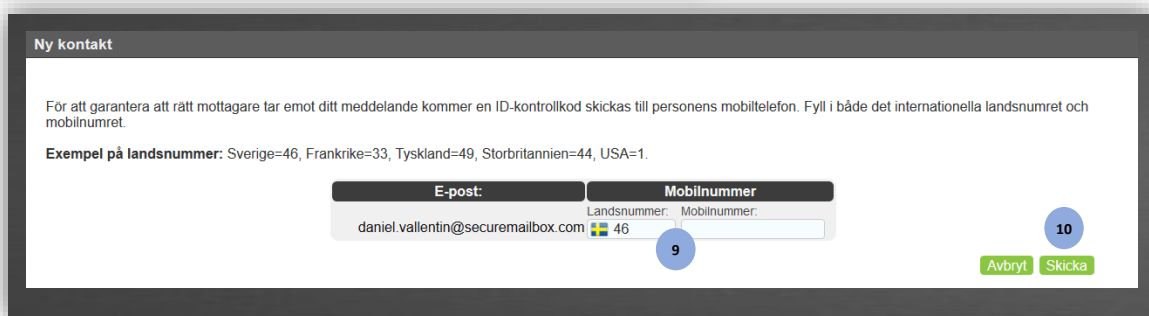 Ny kontakt
För att garantera att rätt mottagare tar emot ditt meddelande kommer en ID-kontrollkod skickas till personens mobiltelefon. Fyll i både det internationella landsnumret och
mobilnumret.
Exempel på landsnummer: Sverige=46, Frankrike=33, Tyskland=49, Storbritannien=44, USA=1.
E-post: Mobilnummer
Landsnummer: Mobilnummer:
daniel.vallentin@securemailbox.com 46
9
10
Avbryt Skicka